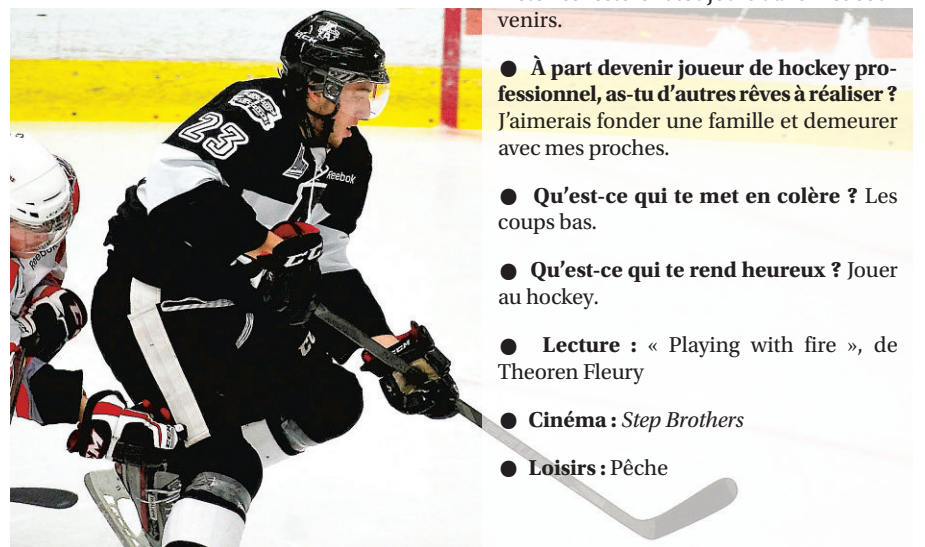 venirs.
● À part devenir joueur de hockey pro-
fessionnel, as-tu d'autres rêves à réaliser ?
J'aimerais fonder une famille et demeurer
avec mes proches.
● Qu'est-ce qui te met en colère ? Les
coups bas.
● Qu'est-ce qui te rend heureux ? Jouer
au hockey.
● Lecture : « Playing with fire », de
Theoren Fleury
● Cinéma : Step Brothers
● Loisirs : Pêche
CCM
23
Reebok
Reebok
CCM
CCM